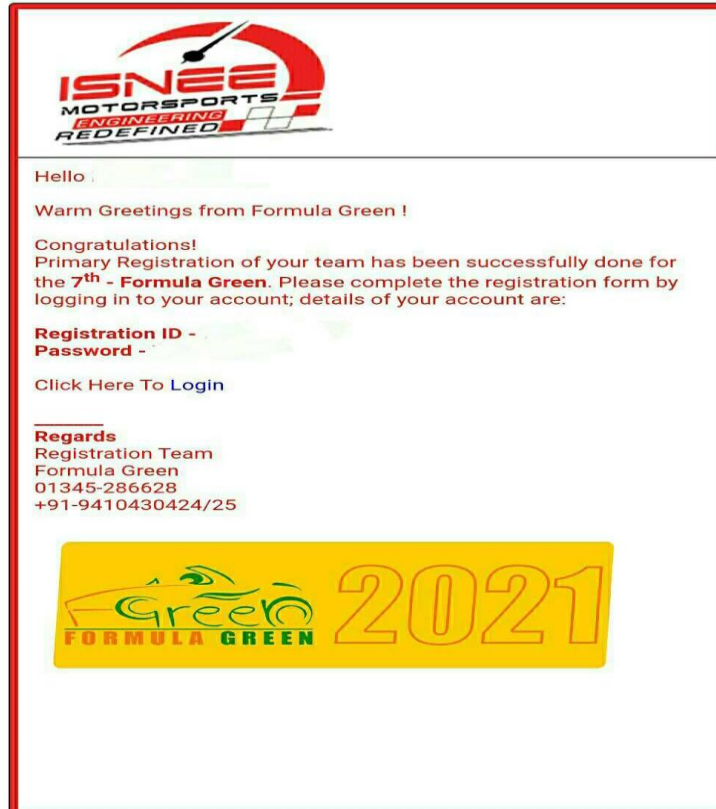 ISNEE
MOTORSPORTS
ENGINEERING
REDEFINED
Hello
Warm Greetings from Formula Green !
Congratulations!
Primary Registration of your team has been successfully done for
the 7th - Formula Green. Please complete the registration form by
logging in to your account; details of your account are:
Registration ID -
Password -
Click Here To Login
Regards
Registration Team
Formula Green
01345-286628
+91-9410430424/25
FGreen 2021
FORMULA GREEN